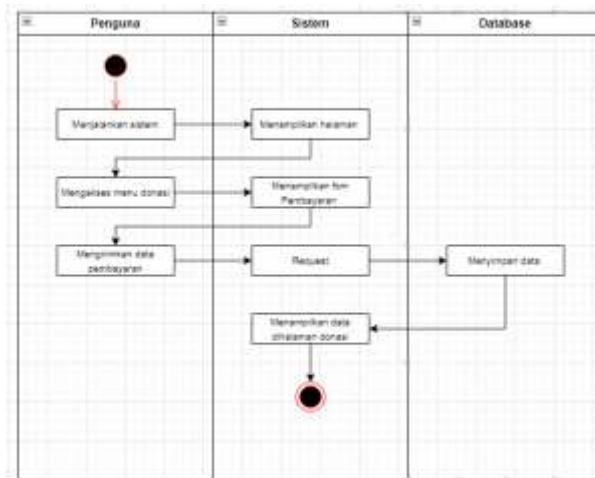 Penguna
Sistem
Database
Menjalankan sistem
Menampilkan halaman
Mengakses menu donasi
Menampilkan form
Pembayaran
Mengirimkan data
pembayaran
Request
Menyimpan data
Menampilkan data
dihalaman donasi